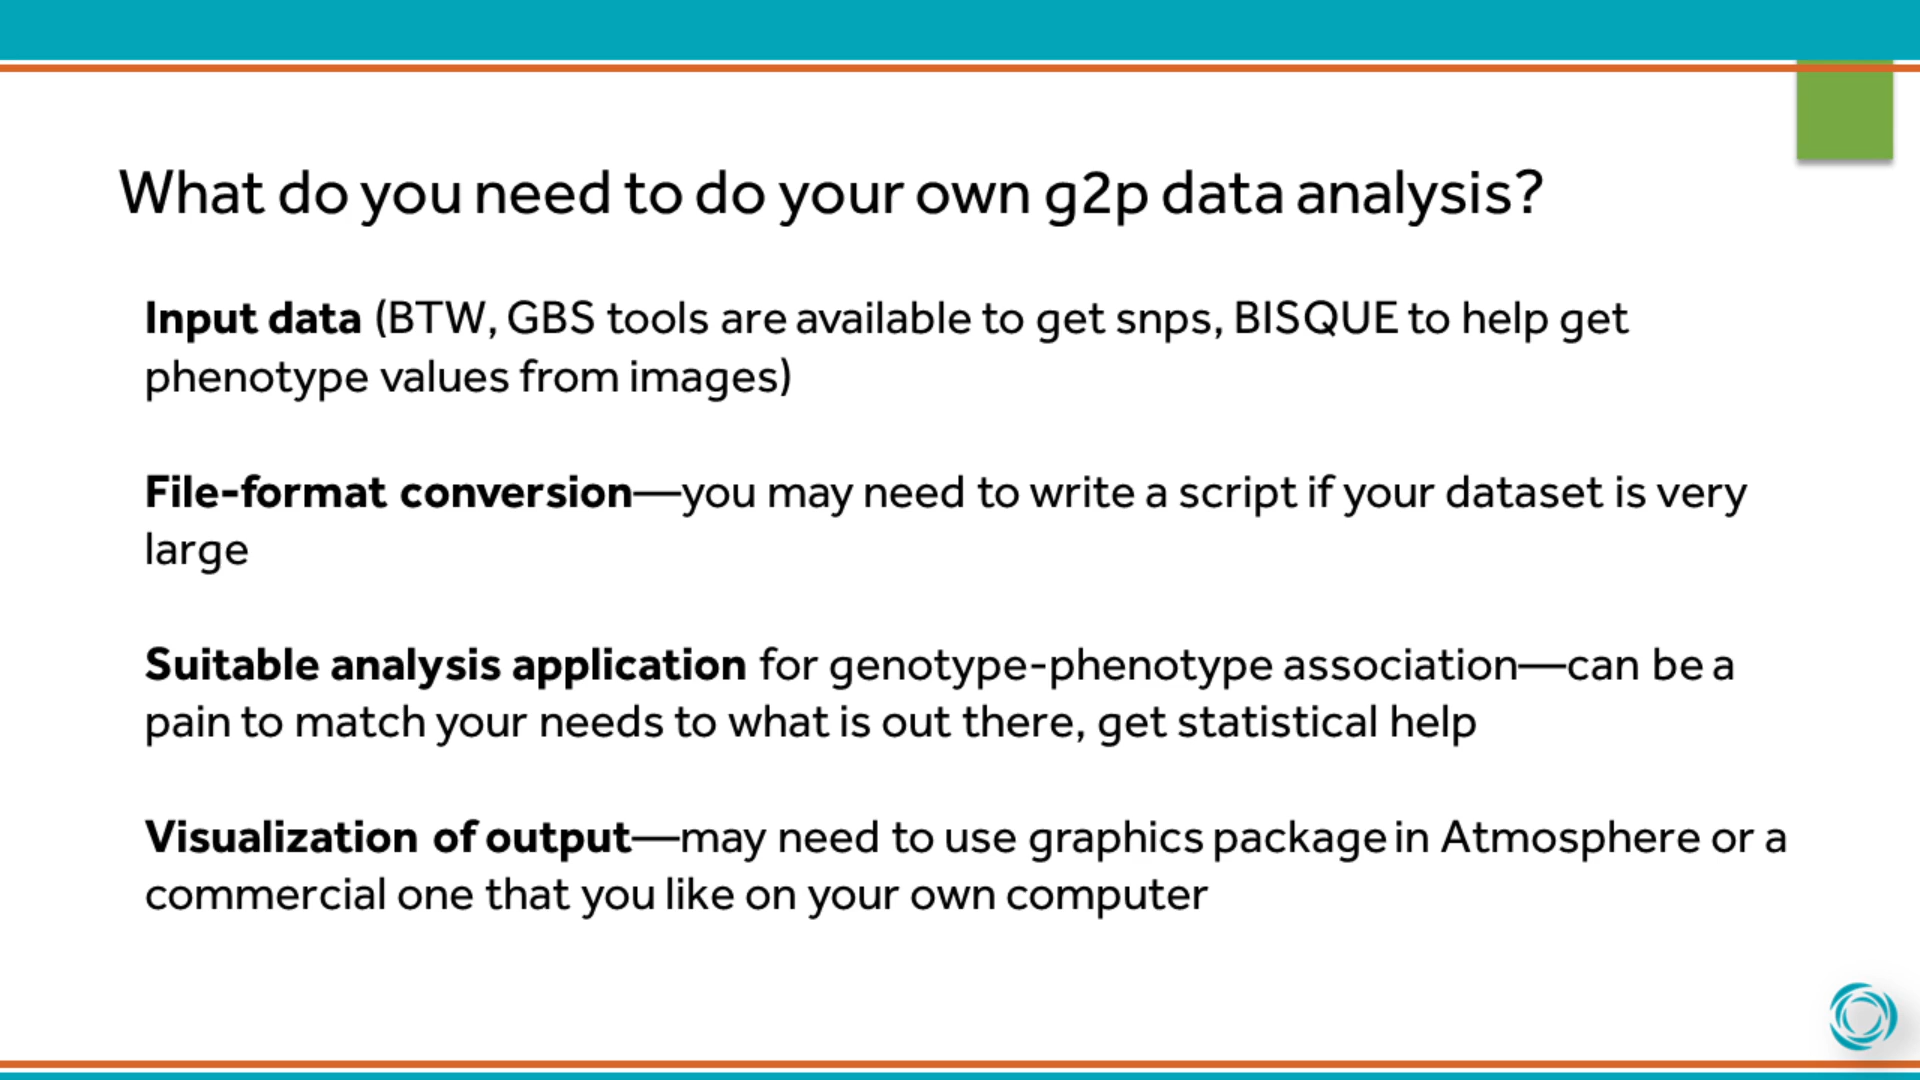 What do you need to do your own g2p data analysis?
Input data (BTW, GBS tools are available to get snps, BISQUE to help get
phenotype values from images)
File-format conversion—you may need to write a script if your dataset is very
large
Suitable analysis application for genotype-phenotype association—can be a
pain to match your needs to what is out there, get statistical help
Visualization of output—may need to use graphics package in Atmosphere or a
commercial one that you like on your own computer